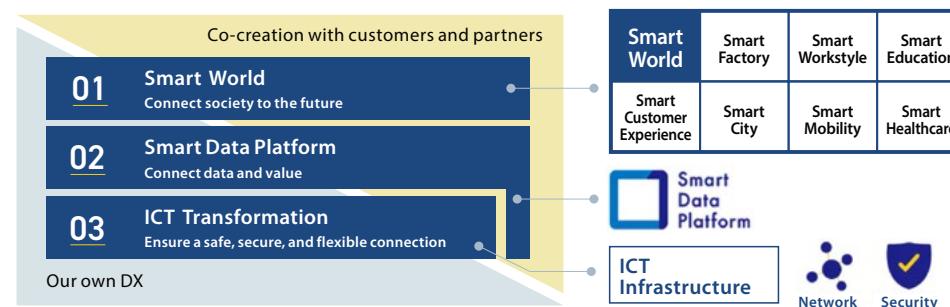 Co-creation with customers and partners
01
Smart World
Connect society to the future
02
Smart Data Platform
Connect data and value
03
ICT Transformation
Ensure a safe, secure, and flexible connection
Our own DX
Smart
World
Smart
Factory
Smart
Workstyle
Smart
Education
Smart
Customer
Experience
Smart
City
Smart
Mobility
Smart
Healthcare
Smart
Data
Platform
ICT
Infrastructure
Network
Security